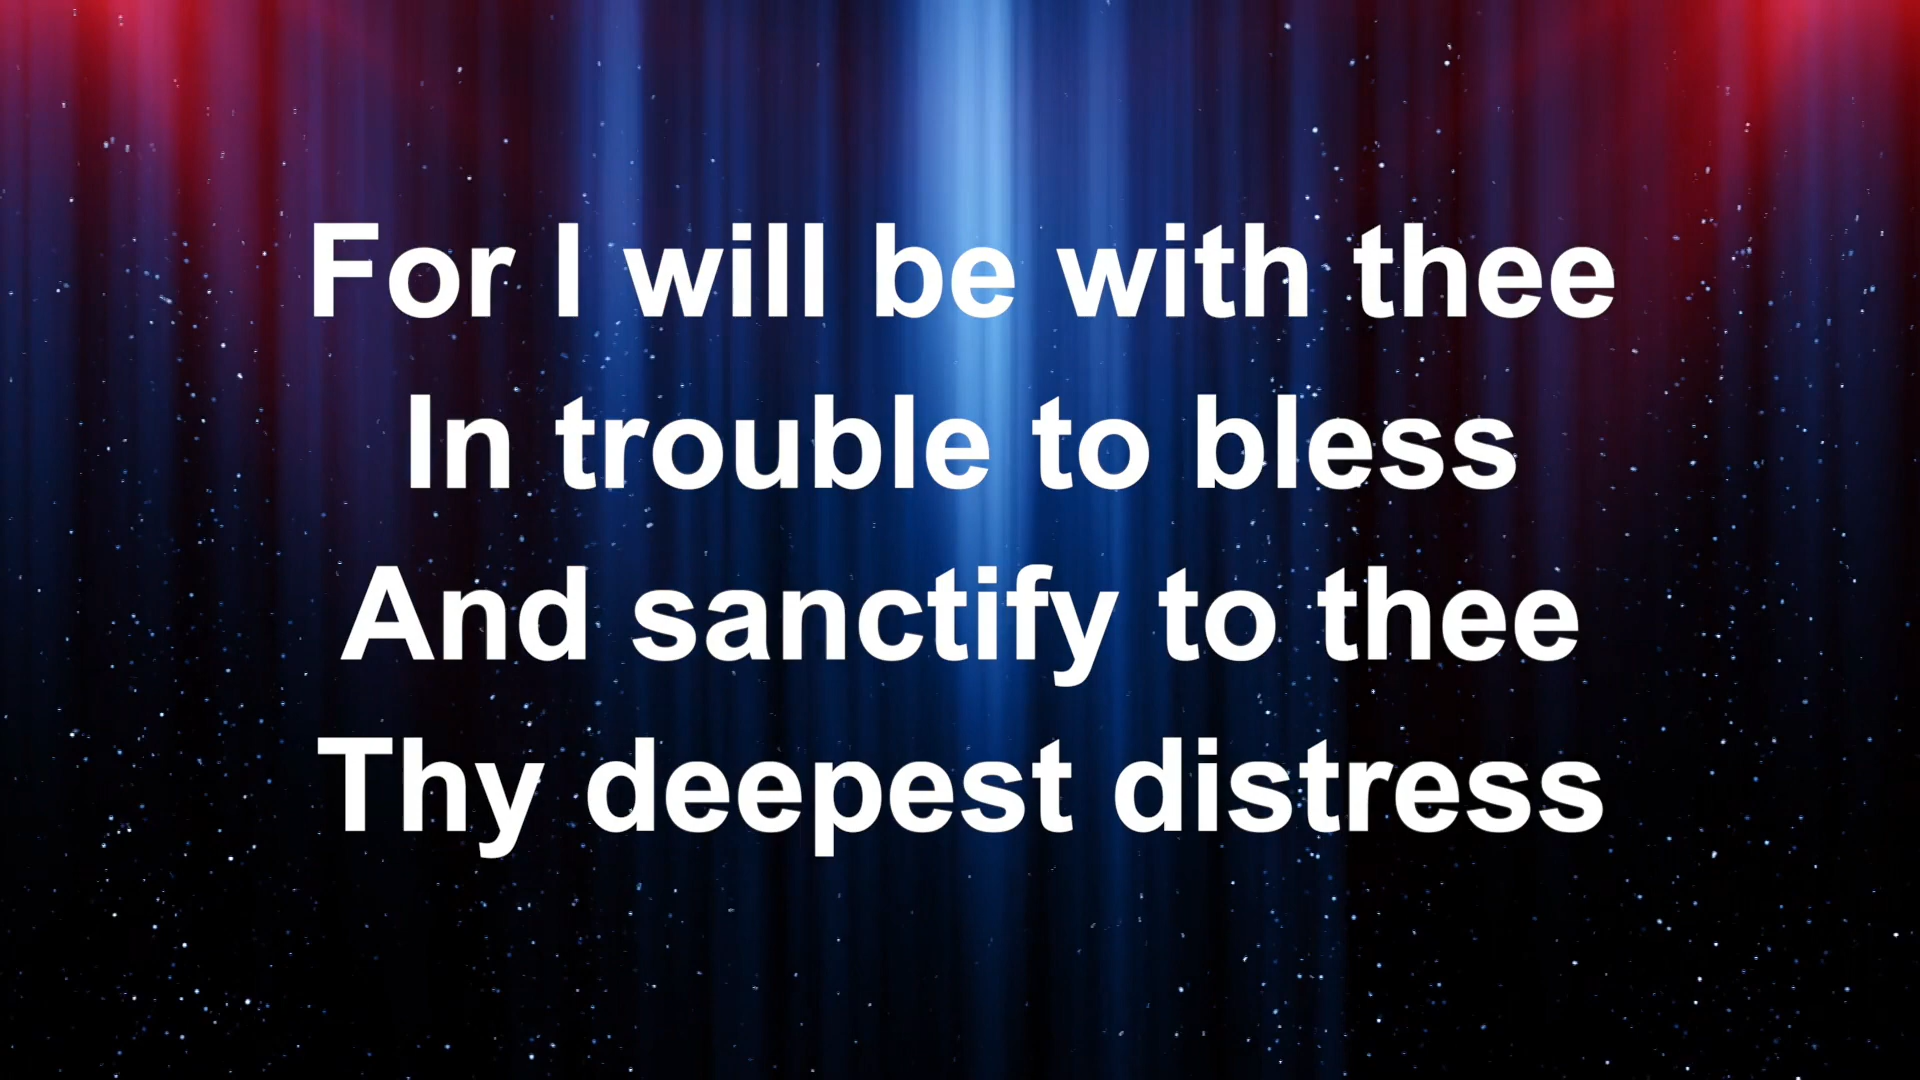 For I will be with thee
In trouble to bless
And sanctify to thee
Thy deepest distress